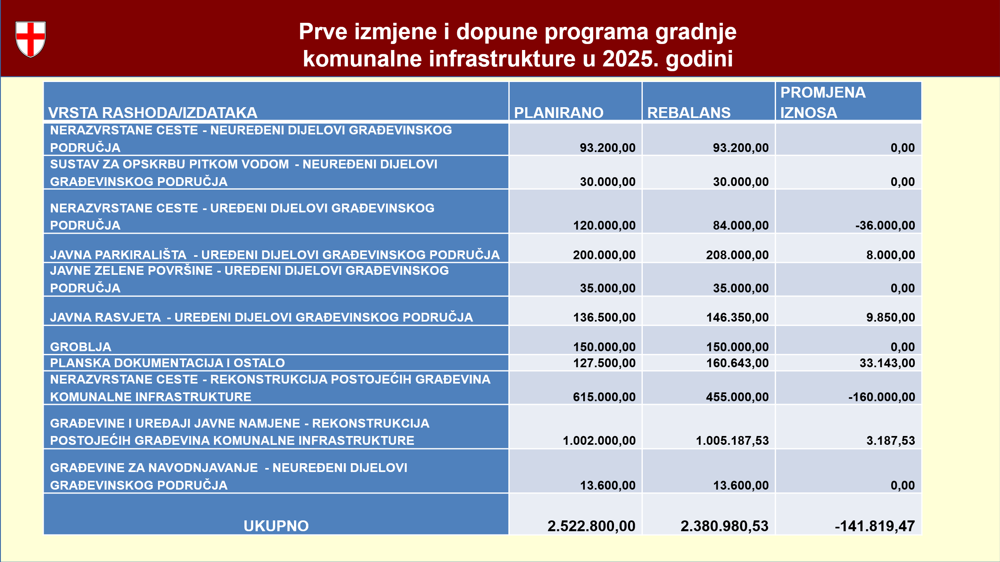 Prve izmjene i dopune programa gradnje
komunalne infrastrukture u 2025. godini
VRSTA RASHODA/IZDATAKA PLANIRANO REBALANS PROMJENA
IZNOSA
NERAZVRSTANE CESTE - NEUREĐENI DIJELOVI GRAĐEVINSKOG
PODRUČJA 93.200,00 93.200,00 0,00
SUSTAV ZA OPSKRBU PITKOM VODOM - NEUREĐENI DIJELOVI
GRAĐEVINSKOG PODRUČJA 30.000,00 30.000,00 0,00
NERAZVRSTANE CESTE - UREĐENI DIJELOVI GRAĐEVINSKOG
PODRUČJA 120.000,00 84.000,00 -36.000,00
JAVNA PARKIRALIŠTA - UREĐENI DIJELOVI GRAĐEVINSKOG PODRUČJA 200.000,00 208.000,00 8.000,00
JAVNE ZELENE POVRŠINE - UREĐENI DIJELOVI GRAĐEVINSKOG
PODRUČJA 35.000,00 35.000,00 0,00
JAVNA RASVJETA - UREĐENI DIJELOVI GRAĐEVINSKOG PODRUČJA 136.500,00 146.350,00 9.850,00
GROBLJA 150.000,00 150.000,00 0,00
PLANSKA DOKUMENTACIJA I OSTALO 127.500,00 160.643,00 33.143,00
NERAZVRSTANE CESTE - REKONSTRUKCIJA POSTOJEĆIH GRAĐEVINA
KOMUNALNE INFRASTRUKTURE 615.000,00 455.000,00 -160.000,00
GRAĐEVINE I UREĐAJI JAVNE NAMJENE - REKONSTRUKCIJA
POSTOJEĆIH GRAĐEVINA KOMUNALNE INFRASTRUKTURE 1.002.000,00 1.005.187,53 3.187,53
GRAĐEVINE ZA NAVODNJAVANJE - NEUREĐENI DIJELOVI
GRAĐEVINSKOG PODRUČJA 13.600,00 13.600,00 0,00
UKUPNO 2.522.800,00 2.380.980,53 -141.819,47